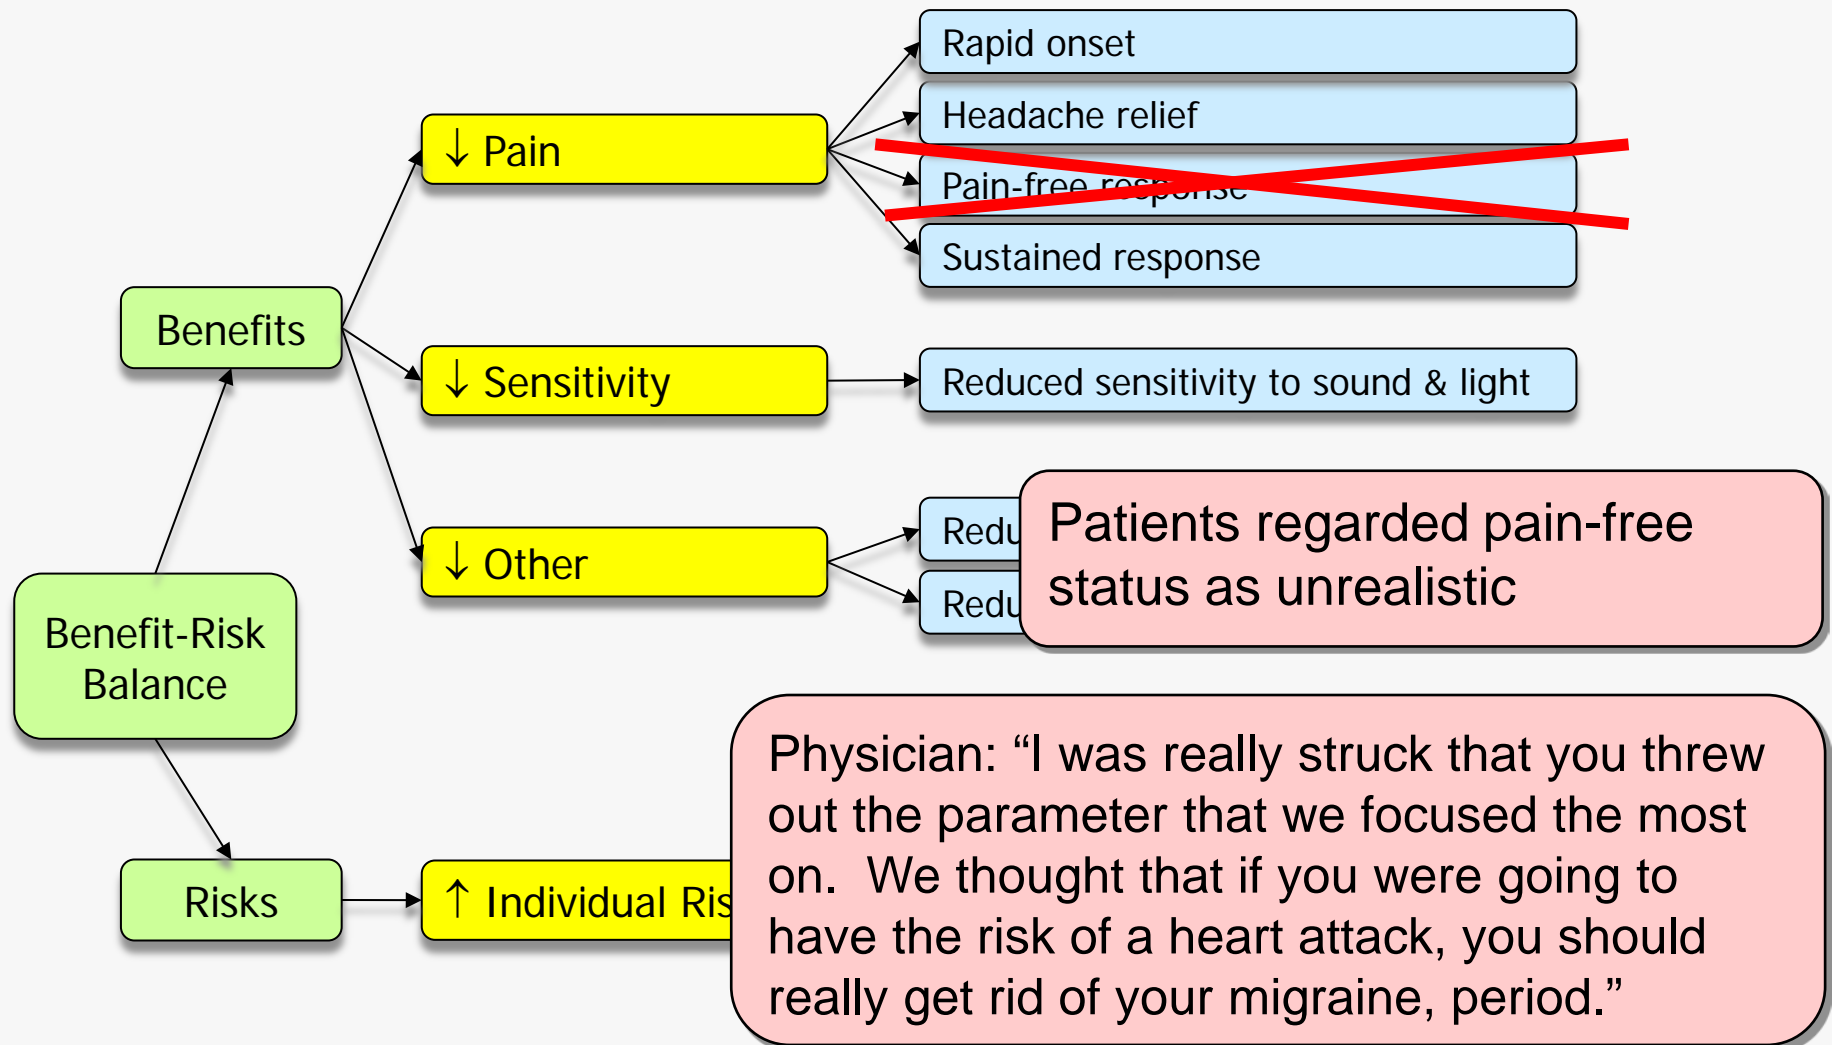 Rapid onset
Headache relief
↓ Pain
Pain-free response
Sustained response
Benefits
↓ Sensitivity
Reduced sensitivity to sound & light
↓ Other
Patients regarded pain-free
status as unrealistic
Benefit-Risk
Balance
Risks
↑ Individual
Physician: “I was really struck that you threw
out the parameter that we focused the most
on.  We thought that if you were going to
have the risk of a heart attack, you should
really get rid of your migraine, period.”